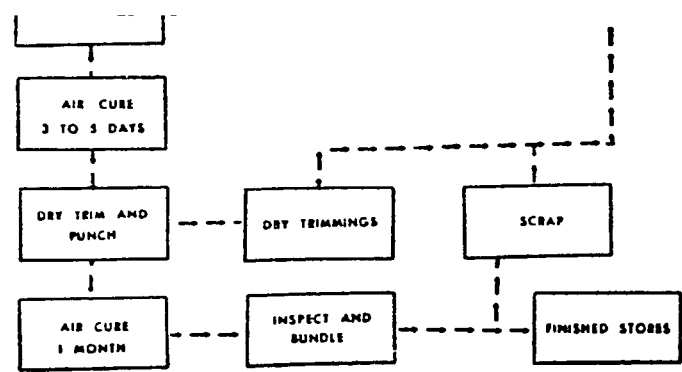 AIR CURE
3 TO 5 DAYS
DRY TRIM AND
PUNCH
DRY TRIMMINGS
SCRAP
AIR CURE
1 MONTH
INSPECT AND
BUNDLE
FINISHED STORES